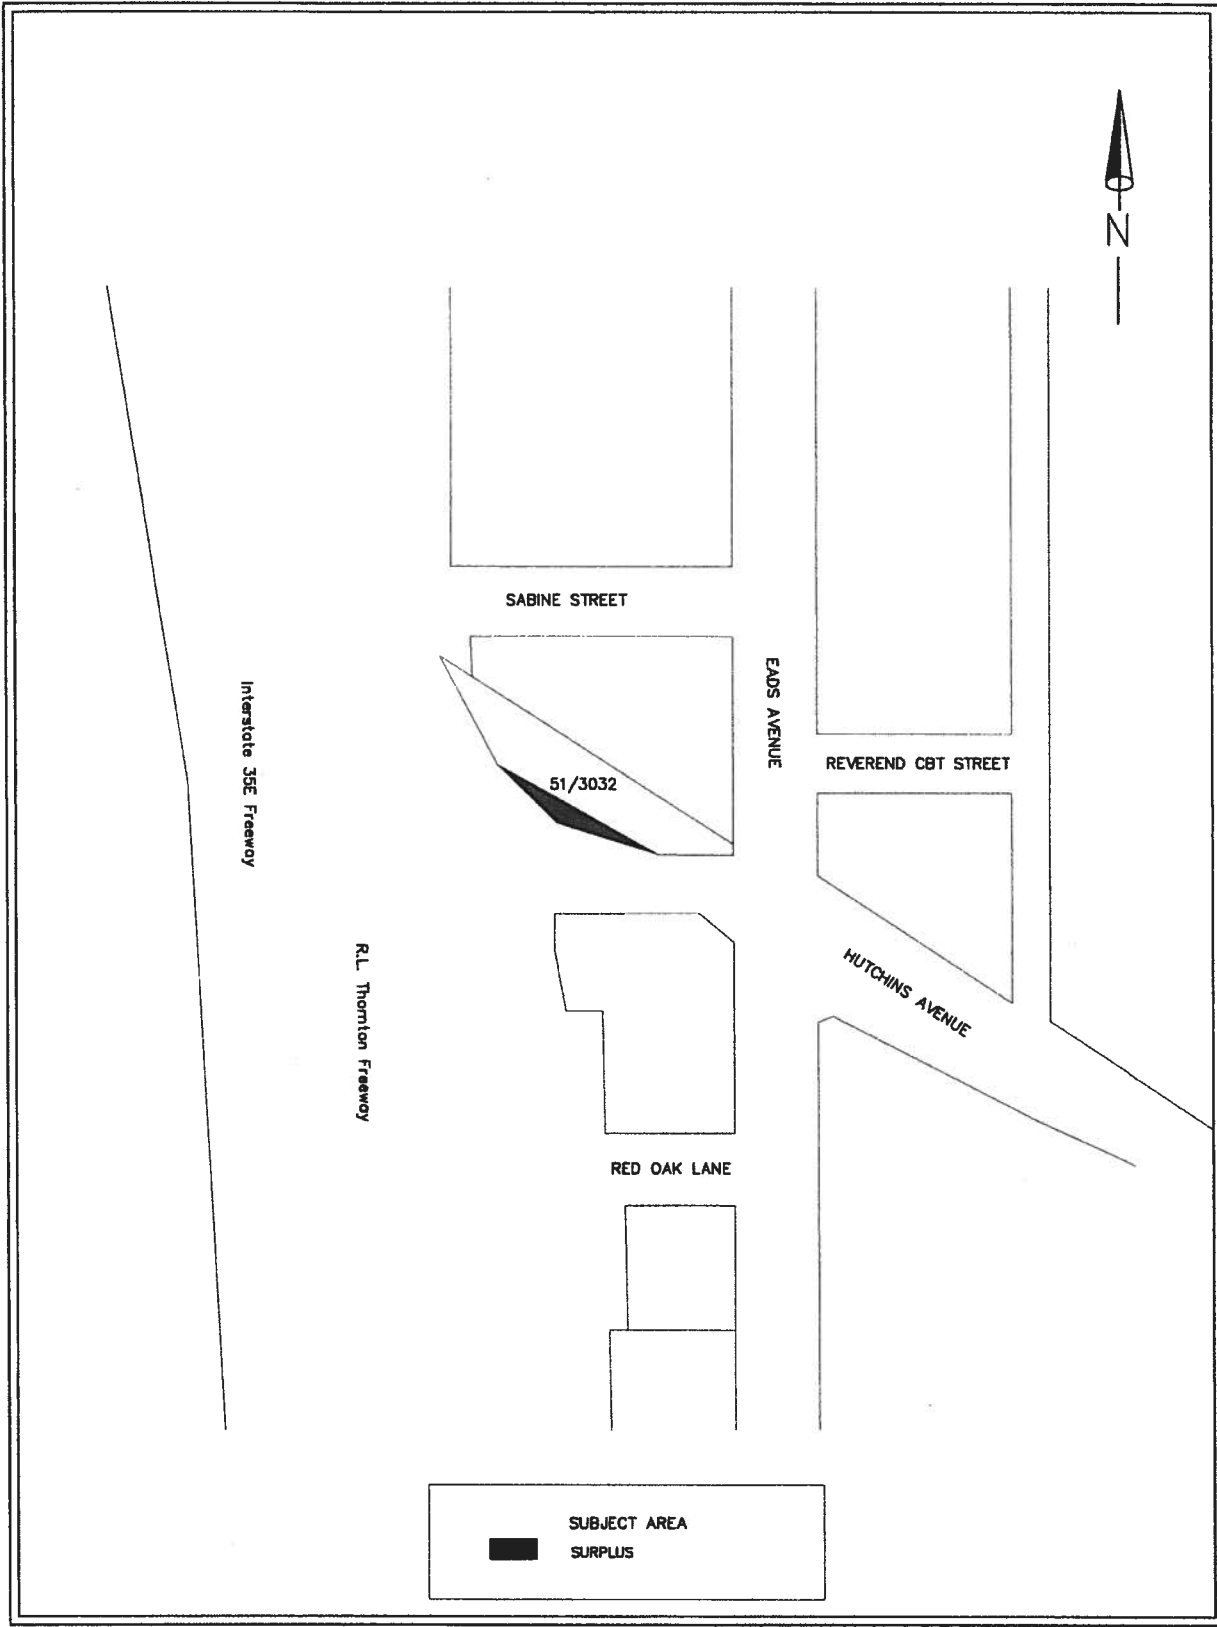 N
SABINE STREET
EADS AVENUE
Interstate 35E Freeway
REVEREND CBT STREET
51/3032
R.L. Thornton Freeway
HUTCHINS AVENUE
RED OAK LANE
SUBJECT AREA
SURPLUS